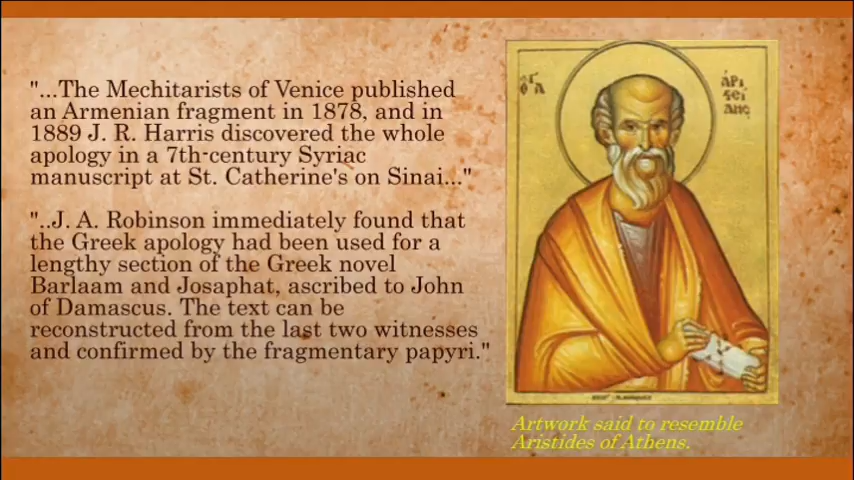 "...The Mechitarists of Venice published
an Armenian fragment in 1878, and in
1889 J. R. Harris discovered the whole
apology in a 7th-century Syriac
manuscript at St. Catherine's on Sinai..."
"..J. A. Robinson immediately found that
the Greek apology had been used for a
lengthy section of the Greek novel
Barlaam and Josaphat, ascribed to John
of Damascus. The text can be
reconstructed from the last two witnesses
and confirmed by the fragmentary papyri."
Artwork said to resemble
Aristides of Athens.